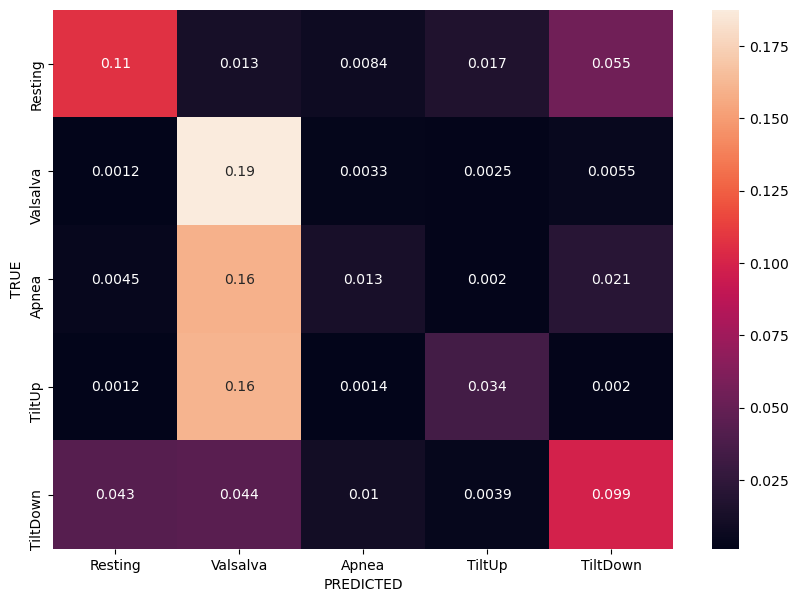 TRUE
Resting 0.11 0.013 0.0084 0.017 0.055
Valsalva 0.0012 0.19 0.0033 0.0025 0.0055
Apnea 0.0045 0.16 0.013 0.002 0.021
TiltUp 0.0012 0.16 0.0014 0.034 0.002
TiltDown 0.043 0.044 0.01 0.0039 0.099
Resting Valsalva Apnea TiltUp TiltDown
PREDICTED
0.175
0.150
0.125
0.100
0.075
0.050
0.025